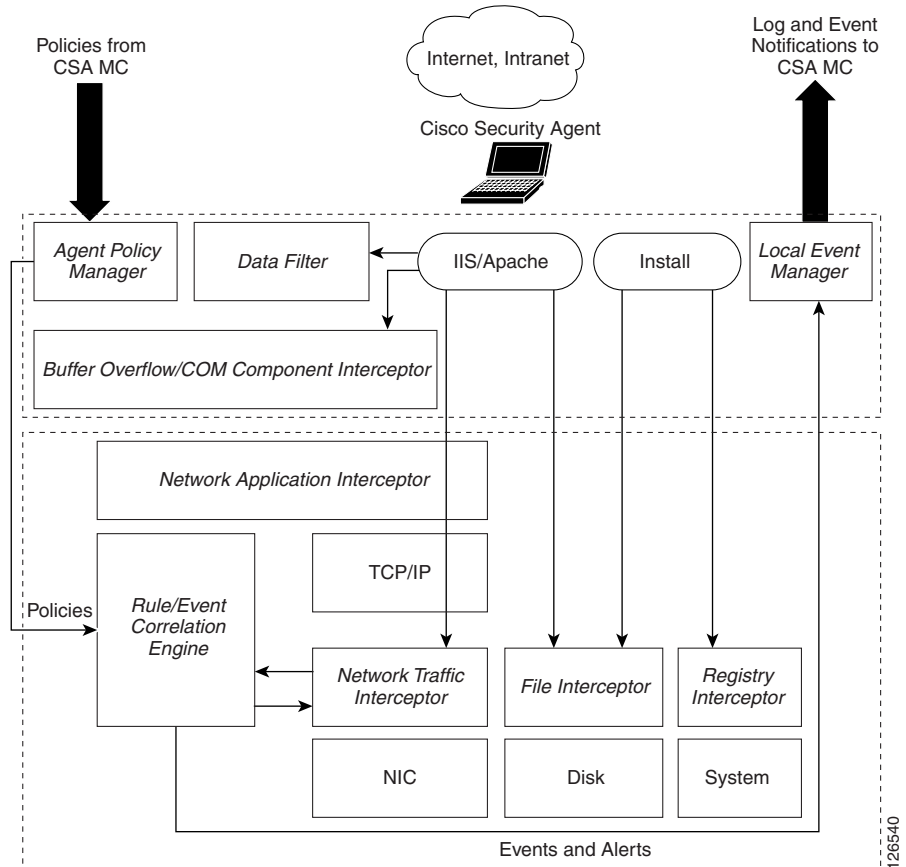 Policies from
CSA MC
Internet, Intranet
Log and Event
Notifications to
CSA MC
Cisco Security Agent
Agent Policy
Manager
Data Filter
IIS/Apache
Install
Local Event
Manager
Buffer Overflow/COM Component Interceptor
Network Application Interceptor
TCP/IP
Policies
Rule/Event
Correlation
Engine
Network Traffic
Interceptor
File Interceptor
Registry
Interceptor
NIC
Disk
System
Events and Alerts
126540